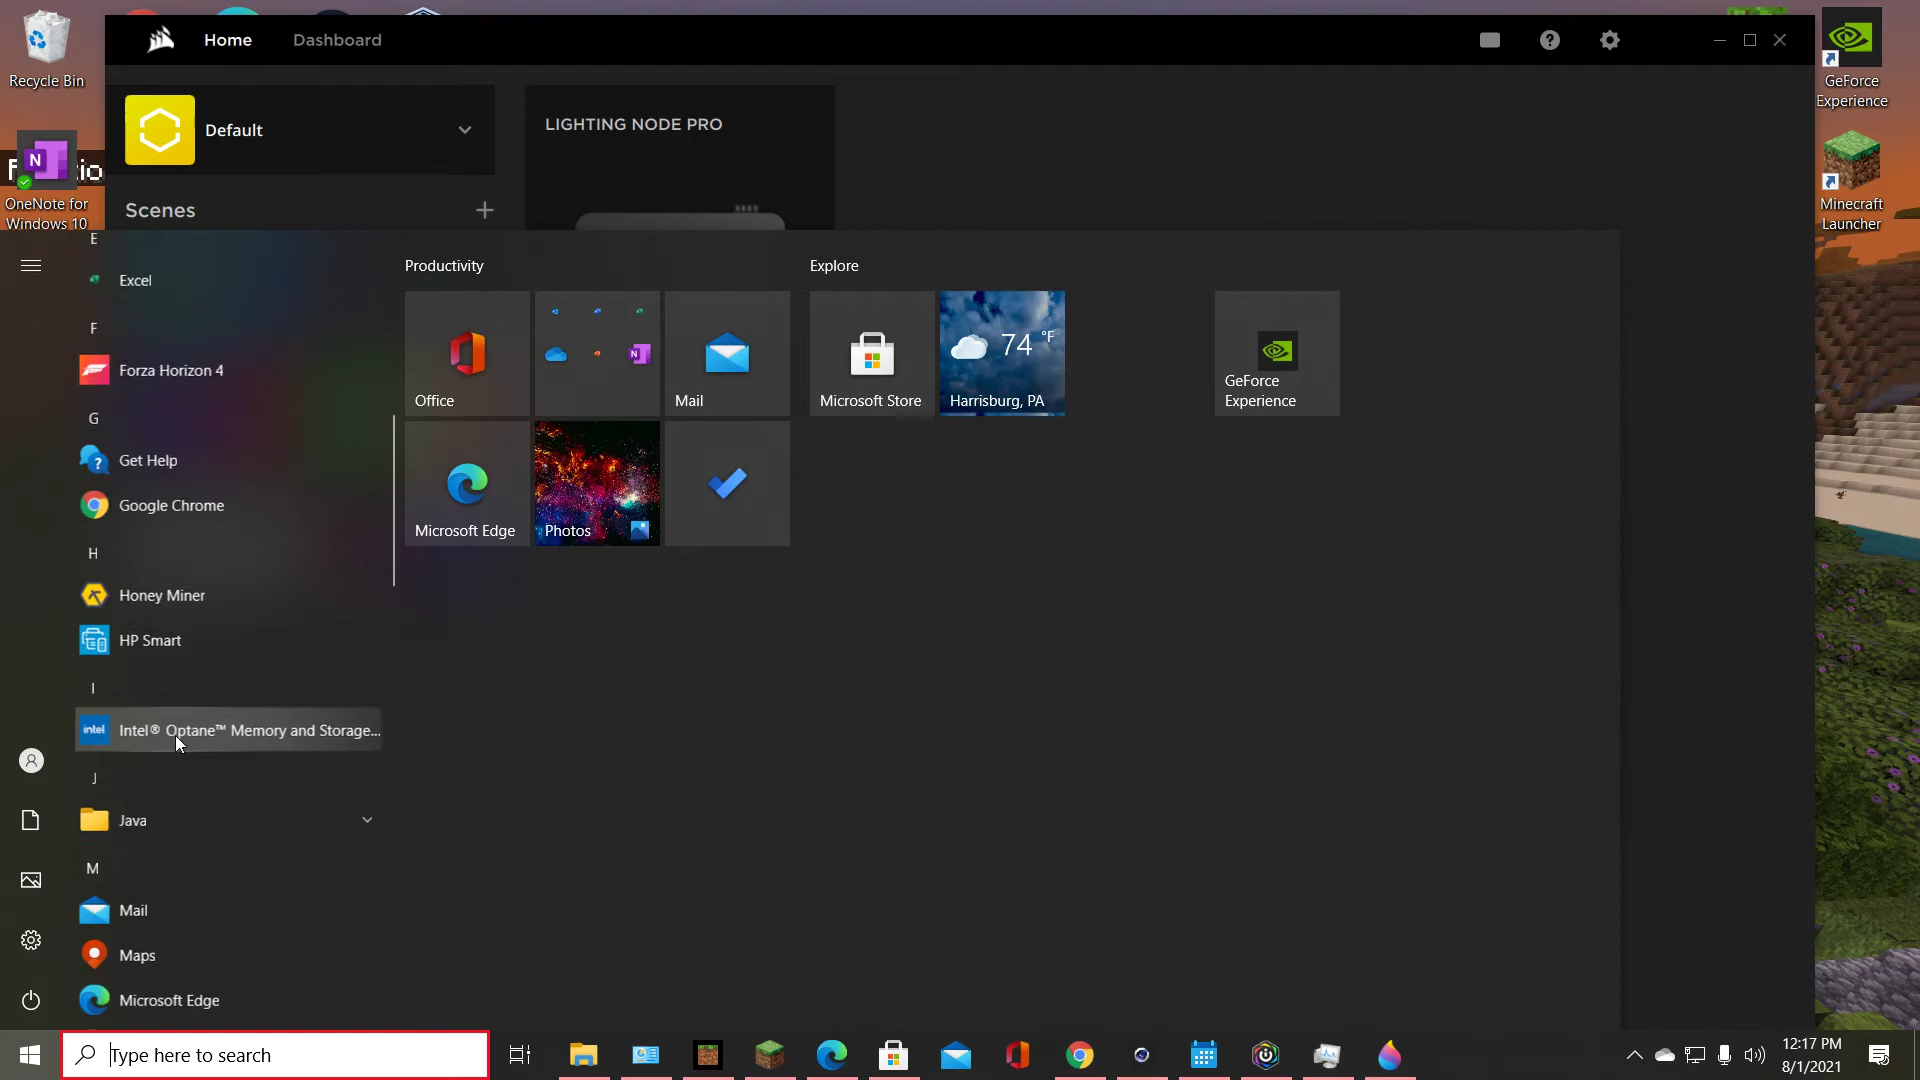 Recycle Bin
Home
Dashboard
GeForce
Experience
Default
LIGHTING NODE PRO
OneNote for
Windows 10
Minecraft
Launcher
Scenes
E
Excel
F
Forza Horizon 4
G
Get Help
Google Chrome
H
Honey Miner
HP Smart
I
intel
Intel® Optane™ Memory and Storage...
J
Java
M
Mail
Maps
Microsoft Edge
Productivity
Office
Mail
Microsoft Edge
Photos
Explore
Microsoft Store
74 °F
Harrisburg, PA
GeForce
Experience
Type here to search
12:17 PM
8/1/2021